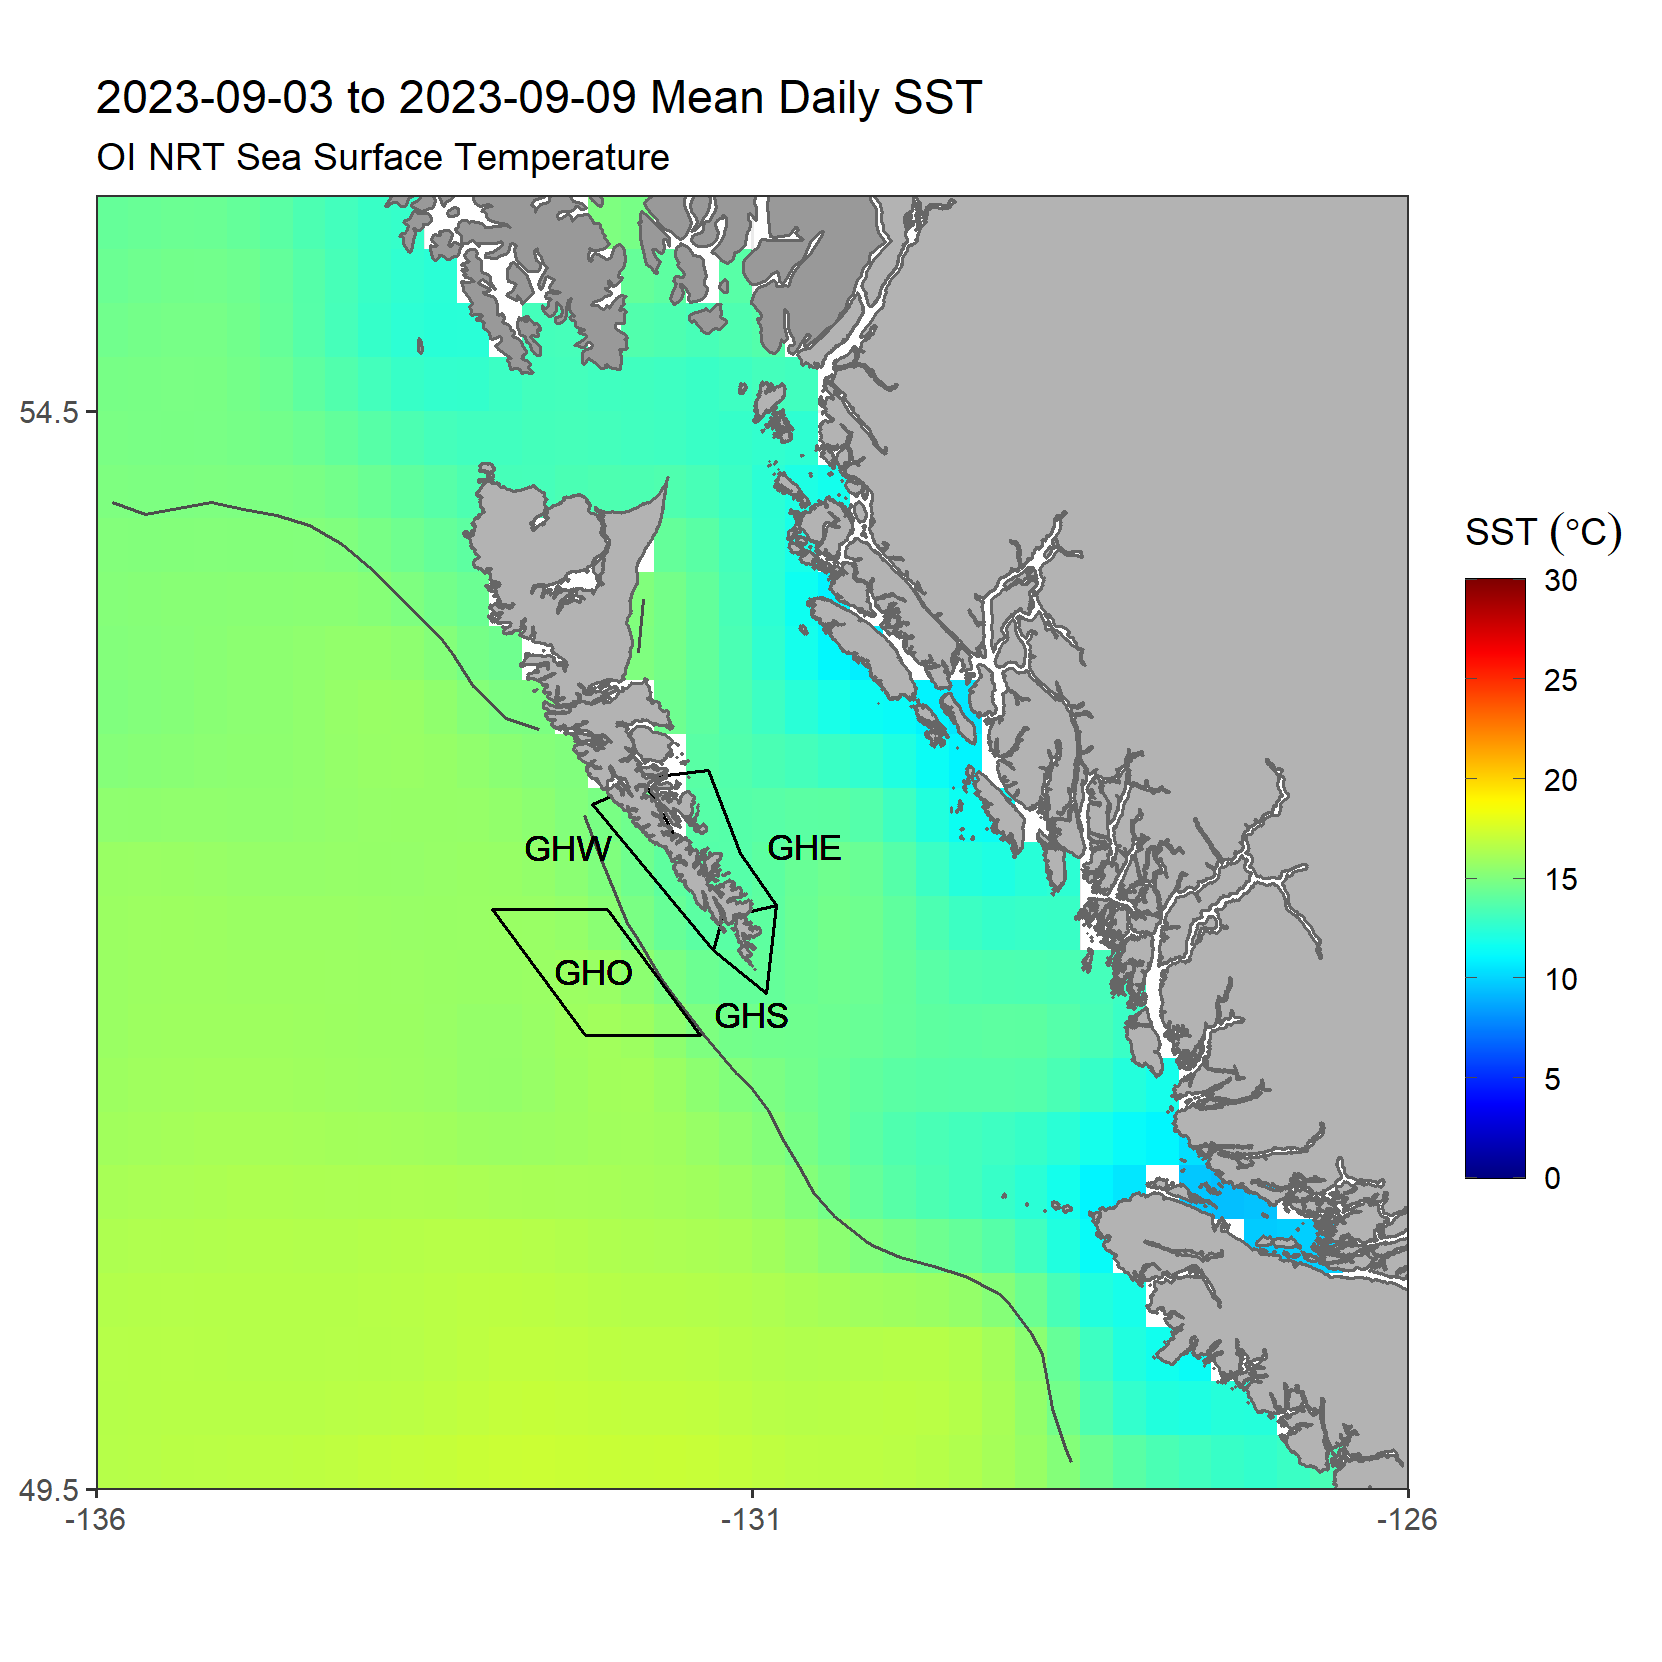 2023-09-03 to 2023-09-09 Mean Daily SST
OI NRT Sea Surface Temperature
54.5
49.5
-136
-131
-126
GHW
GHE
GHO
GHS
SST (°C)
30
25
20
15
10
5
0